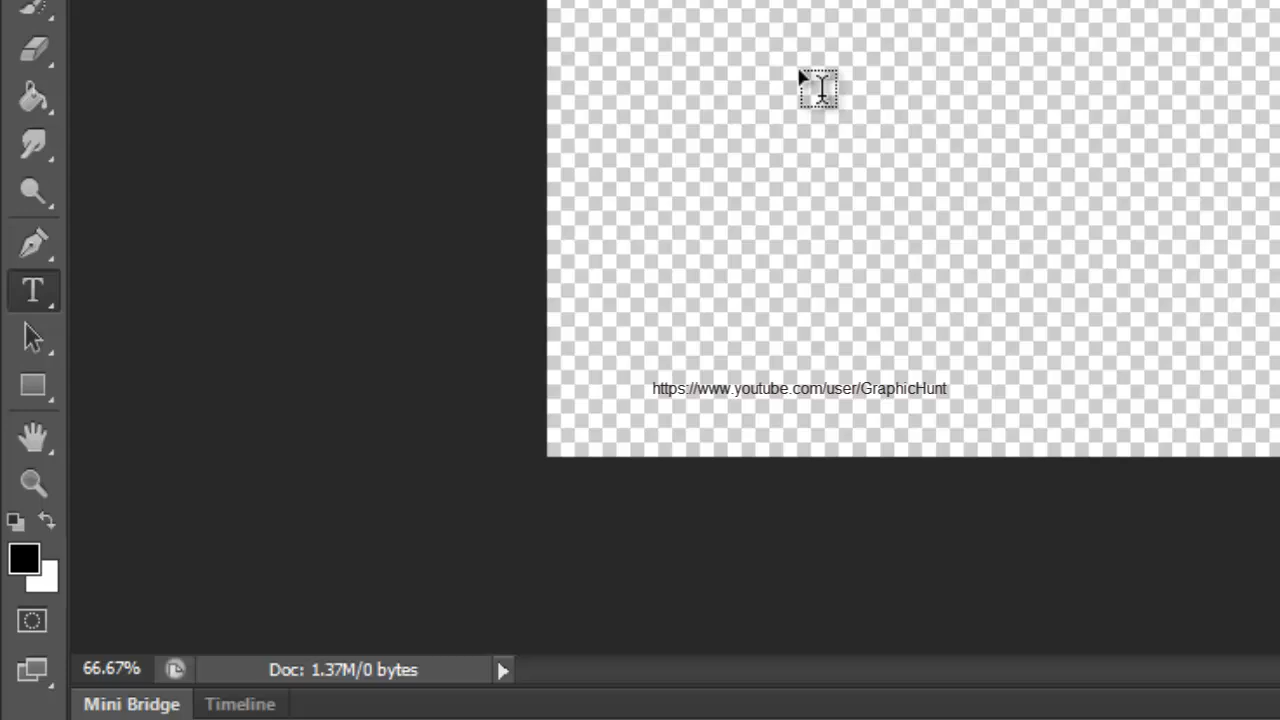 T
https://www.youtube.com/user/GraphicHunt
66.67%
Doc: 1.37M/0 bytes
Mini Bridge
Timeline